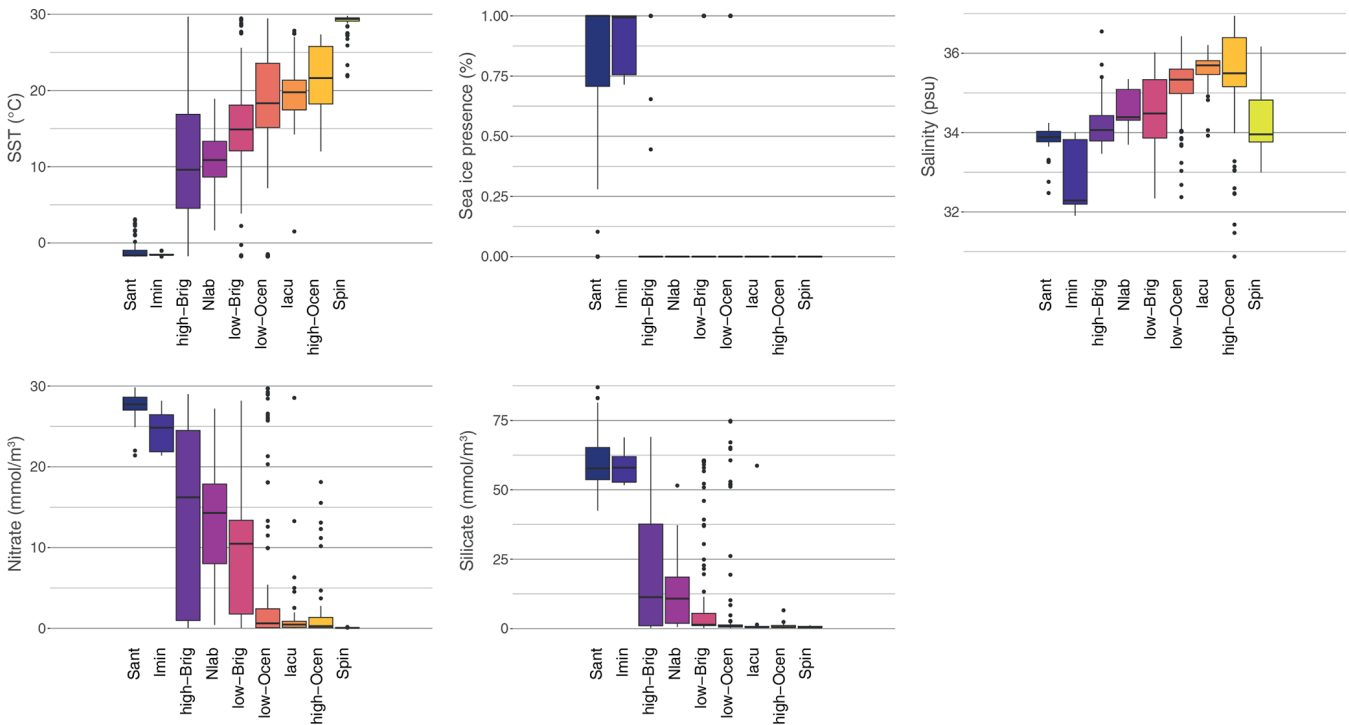 SST (°C)
30
20
10
0
Sant
Imin
high−Brig
Nlab
low−Brig
low−Ocen
Iacu
high−Ocen
Spin
Sea ice presence (%)
1.00
0.75
0.50
0.25
0.00
Sant
Imin
high−Brig
Nlab
low−Brig
low−Ocen
Iacu
high−Ocen
Spin
Salinity (psu)
36
34
32
Sant
Imin
high−Brig
Nlab
low−Brig
low−Ocen
Iacu
high−Ocen
Spin
Nitrate (mmol/m³)
30
20
10
0
Sant
Imin
high−Brig
Nlab
low−Brig
low−Ocen
Iacu
high−Ocen
Spin
Silicate (mmol/m³)
75
50
25
0
Sant
Imin
high−Brig
Nlab
low−Brig
low−Ocen
Iacu
high−Ocen
Spin